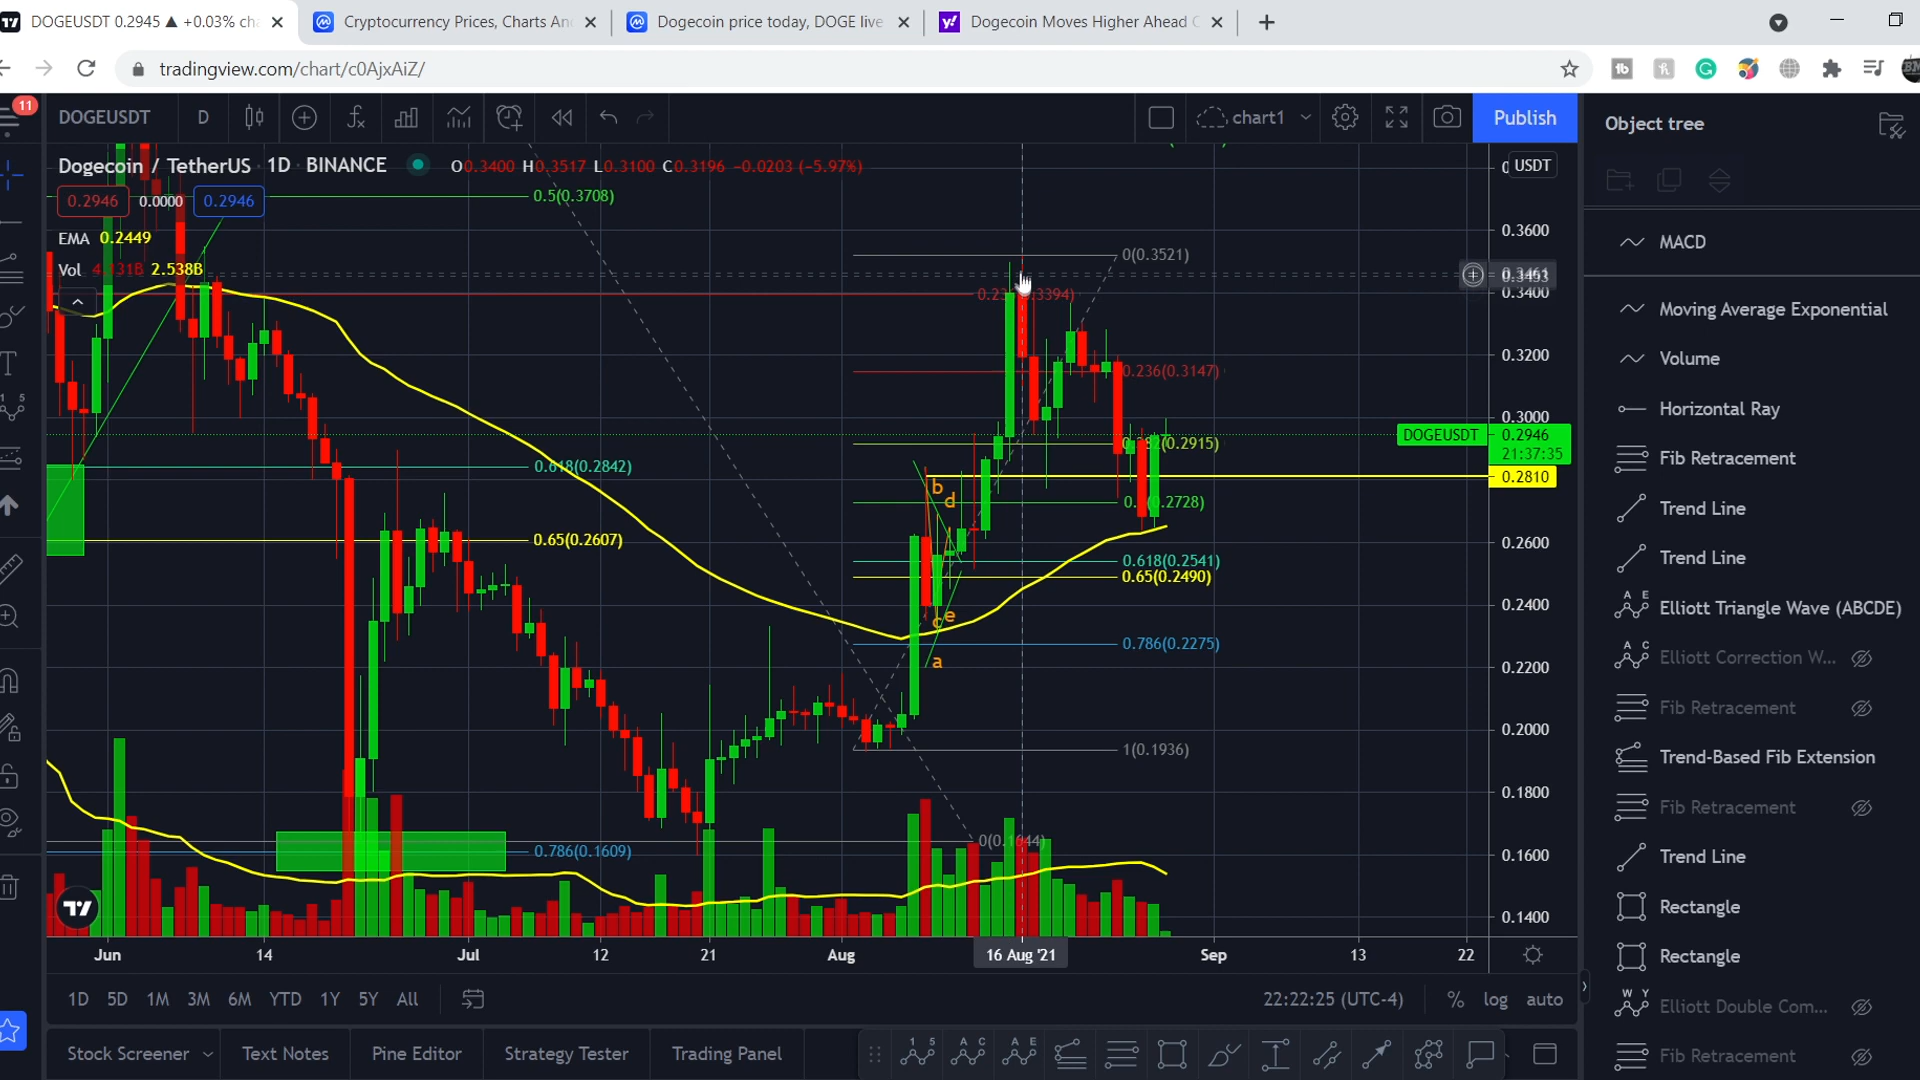 DOGEUSDT 0.2945 ▲ +0.03% ch
Cryptocurrency Prices, Charts An
Dogecoin price today, DOGE live
Dogecoin Moves Higher Ahead
tradingview.com/chart/c0AjxAiZ/
11
DOGEUSDT
D
chart1
Publish
Object tree
Dogecoin / TetherUS · 1D · BINANCE
O0.3400 H0.3517 L0.3100 C0.3196 −0.0203 (−5.97%)
USDT
0.2946 0.0000 0.2946
0.5(0.3708)
EMA 0.2449
Vol 2.538B
0(0.3521)
0.3600
0.3400
0.3200
0.236(0.3147)
0.3000
DOGEUSDT 0.2946
21:37:35
(0.2915)
0.618(0.2842)
0.2810
b
d
(0.2728)
0.65(0.2607)
0.2600
0.618(0.2541)
0.65(0.2490)
0.2400
c
e
0.786(0.2275)
a
0.2200
0.2000
1(0.1936)
0.1800
0.786(0.1609)
0.1600
0.1400
Jun 14 Jul 12 21 Aug 16 Aug '21 Sep 13 22
1D 5D 1M 3M 6M YTD 1Y 5Y All
22:22:25 (UTC-4) % log auto
Stock Screener Text Notes Pine Editor Strategy Tester Trading Panel
MACD
Moving Average Exponential
Volume
Horizontal Ray
Fib Retracement
Trend Line
Trend Line
Elliott Triangle Wave (ABCDE)
Elliott Correction W...
Fib Retracement
Trend-Based Fib Extension
Fib Retracement
Trend Line
Rectangle
Rectangle
Elliott Double Com...
Fib Retracement